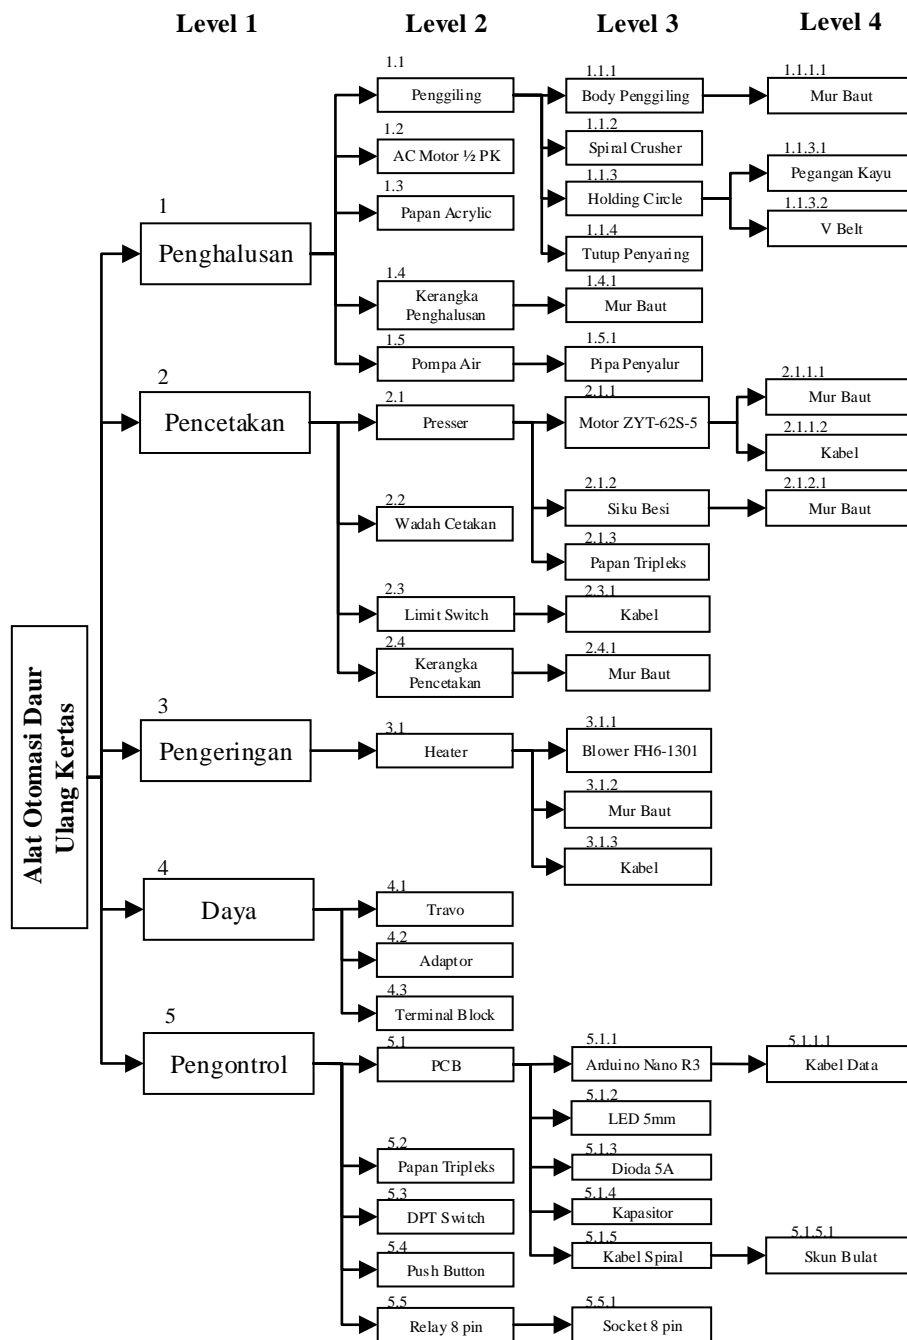 Level 1
Level 2
Level 3
Level 4
Alat Otomasi Daur
Ulang Kertas
1
Penghalusan
1.1
Penggiling
1.1.1
Body Penggiling
1.1.1.1
Mur Baut
1.1.2
Spiral Crusher
1.1.3
Holding Circle
1.1.3.1
Pegangan Kayu
1.1.3.2
V Belt
1.1.4
Tutup Penyaring
1.2
AC Motor ½ PK
1.3
Papan Acrylic
1.4
Kerangka
Penghalusan
1.4.1
Mur Baut
1.5
Pompa Air
1.5.1
Pipa Penyalur
2
Pencetakan
2.1
Presser
2.1.1
Motor ZYT-62S-5
2.1.1.1
Mur Baut
2.1.1.2
Kabel
2.1.2
Siku Besi
2.1.2.1
Mur Baut
2.1.3
Papan Tripleks
2.2
Wadah Cetakan
2.3
Limit Switch
2.3.1
Kabel
2.4
Kerangka
Pencetakan
2.4.1
Mur Baut
3
Pengeringan
3.1
Heater
3.1.1
Blower FH6-1301
3.1.2
Mur Baut
3.1.3
Kabel
4
Daya
4.1
Travo
4.2
Adaptor
4.3
Terminal Block
5
Pengontrol
5.1
PCB
5.1.1
Arduino Nano R3
5.1.1.1
Kabel Data
5.1.2
LED 5mm
5.1.3
Dioda 5A
5.1.4
Kapasitor
5.1.5
Kabel Spiral
5.1.5.1
Skun Bulat
5.2
Papan Tripleks
5.3
DPT Switch
5.4
Push Button
5.5
Relay 8 pin
5.5.1
Socket 8 pin